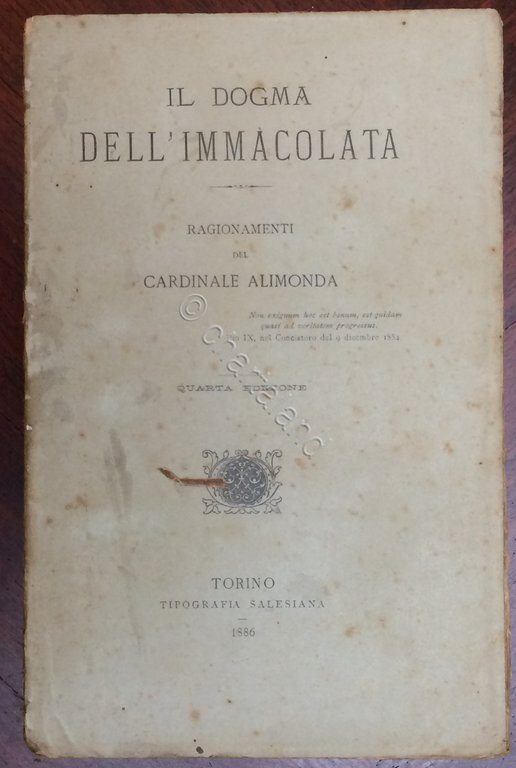 IL DOGMA
DELL'IMMACOLATA
RAGIONAMENTI
DEL
CARDINALE ALIMONDA
Non exiguum hoc est bonum, est quidam
quasi ad veritatem progressus.
Pio IX, nel Concistoro del 9 dicembre 1854
QUARTA EDIZIONE
TORINO
TIPOGRAFIA SALESIANA
1886